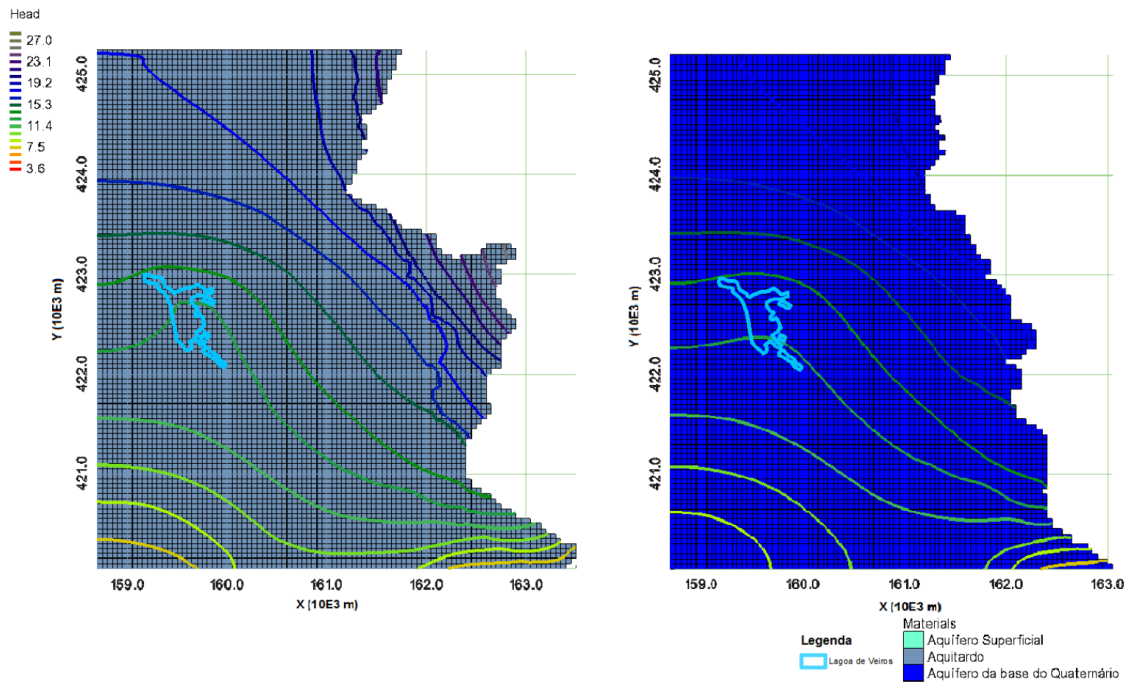 Head
27.0
23.1
19.2
15.3
11.4
7.5
3.6
Y (10E3 m)
425.0
424.0
423.0
422.0
421.0
159.0
160.0
161.0
162.0
163.0
X (10E3 m)
Y (10E3 m)
425.0
424.0
423.0
422.0
421.0
159.0
160.0
161.0
162.0
163.0
X (10E3 m)
Legenda
Lagoa de Veiros
Materials
Aquífero Superficial
Aquitardo
Aquífero da base do Quaternário